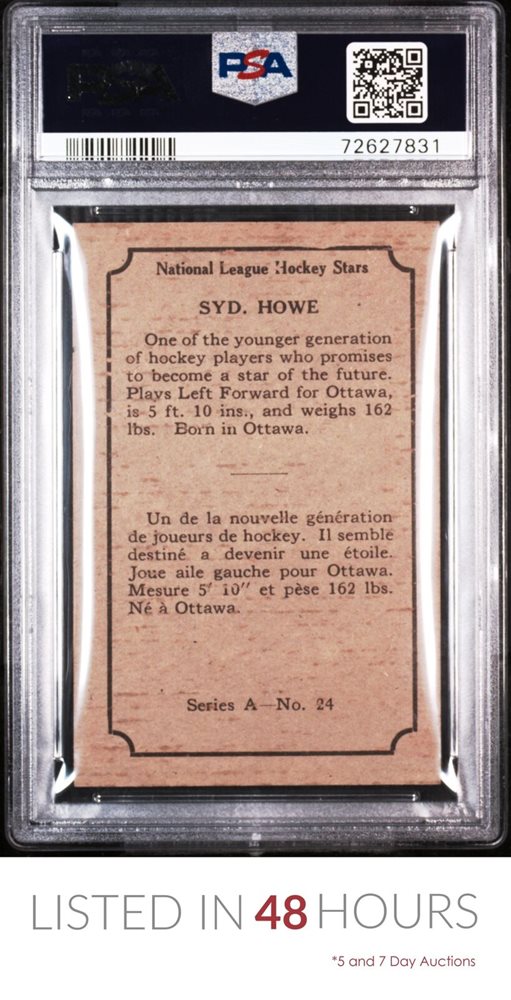 PSA
72627831
National League Hockey Stars
SYD. HOWE
One of the younger generation
of hockey players who promises
to become a star of the future.
Plays Left Forward for Ottawa,
is 5 ft. 10 ins., and weighs 162
lbs. Born in Ottawa.
Un de la nouvelle génération
de joueurs de hockey. Il semble
destiné a devenir une étoile.
Joue aile gauche pour Ottawa.
Mesure 5' 10" et pèse 162 lbs.
Né à Ottawa.
Series A—No. 24
LISTED IN 48 HOURS
*5 and 7 Day Auctions